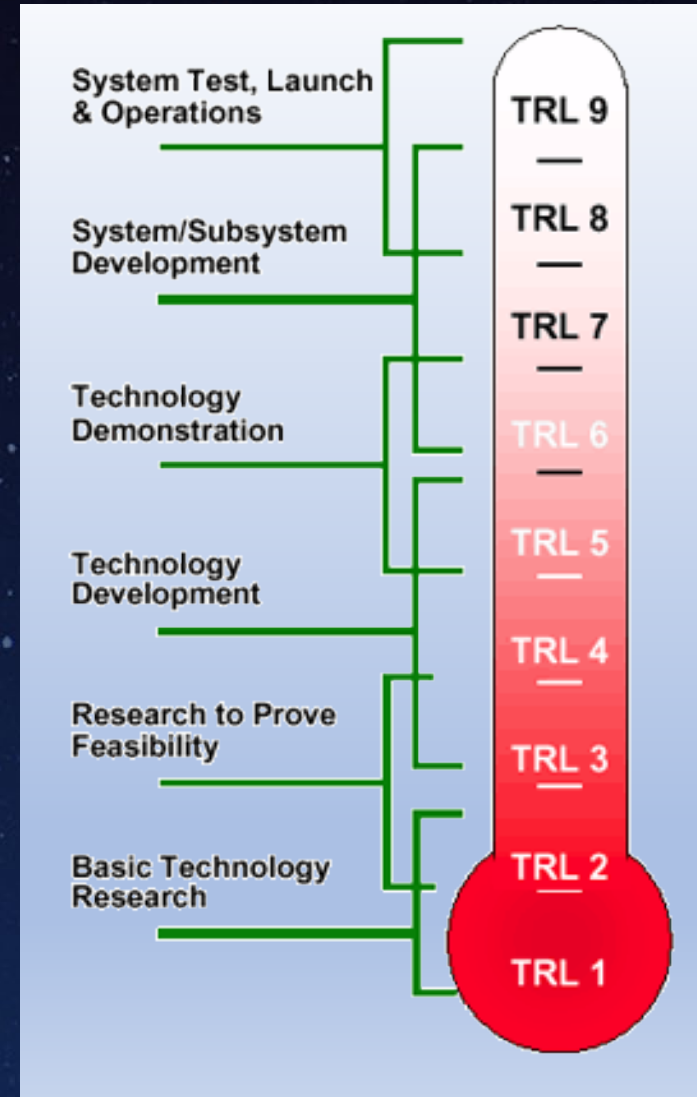 System Test, Launch
& Operations
System/Subsystem
Development
Technology
Demonstration
Technology
Development
Research to Prove
Feasibility
Basic Technology
Research
TRL 9
TRL 8
TRL 7
TRL 6
TRL 5
TRL 4
TRL 3
TRL 2
TRL 1